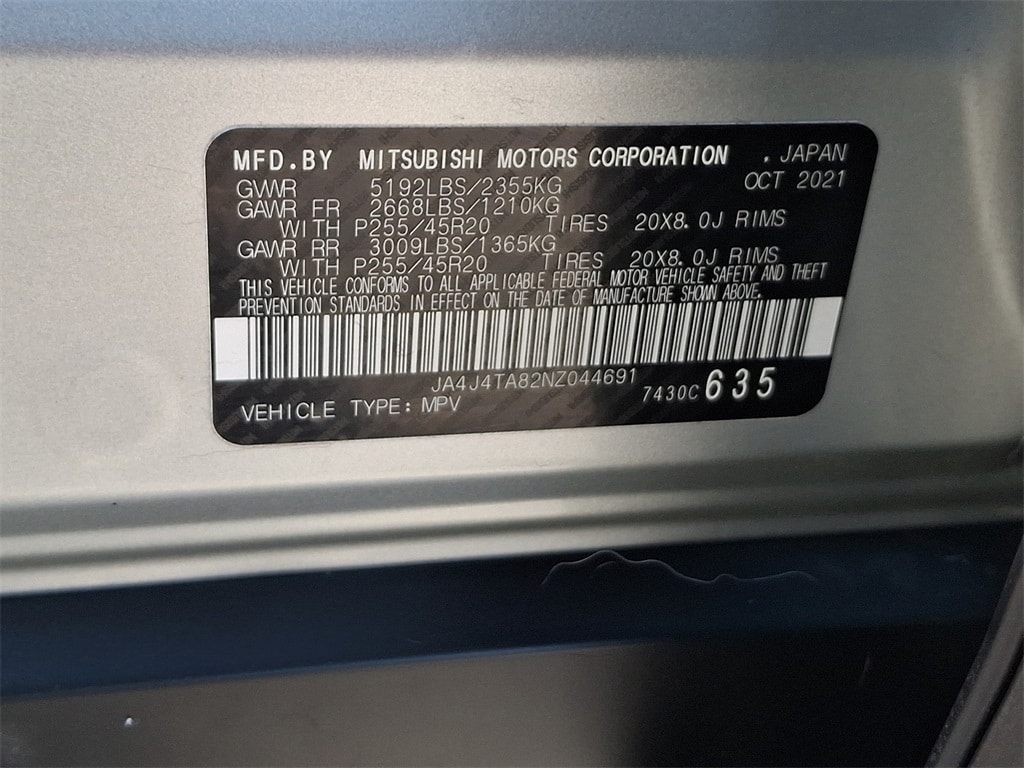 MFD.BY MITSUBISHI MOTORS CORPORATION . JAPAN
OCT 2021
GVWR 5192LBS/2355KG
GAWR FR 2668LBS/1210KG
WITH P255/45R20 TIRES 20X8.0J RIMS
GAWR RR 3009LBS/1365KG
WITH P255/45R20 TIRES 20X8.0J RIMS
THIS VEHICLE CONFORMS TO ALL APPLICABLE FEDERAL MOTOR VEHICLE SAFETY AND THEFT
PREVENTION STANDARDS IN EFFECT ON THE DATE OF MANUFACTURE SHOWN ABOVE.
JA4J4TA82NZ044691
VEHICLE TYPE: MPV 7430C 635